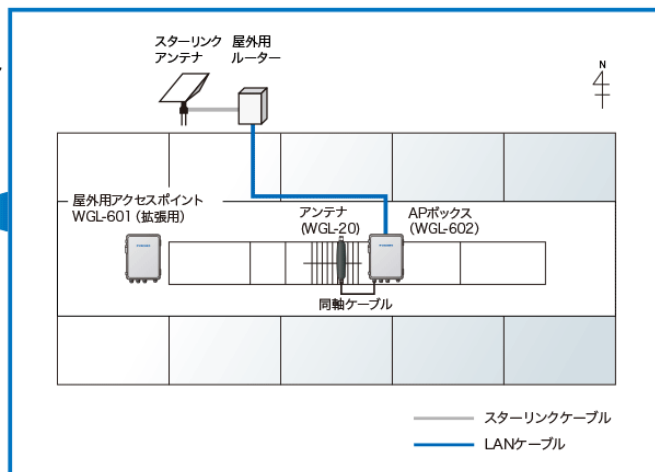 スターリンク
アンテナ
屋外用
ルーター
N
屋外用アクセスポイント
WGL-601（拡張用）
アンテナ
(WGL-20)
APボックス
（WGL-602）
同軸ケーブル
スターリンクケーブル
LANケーブル